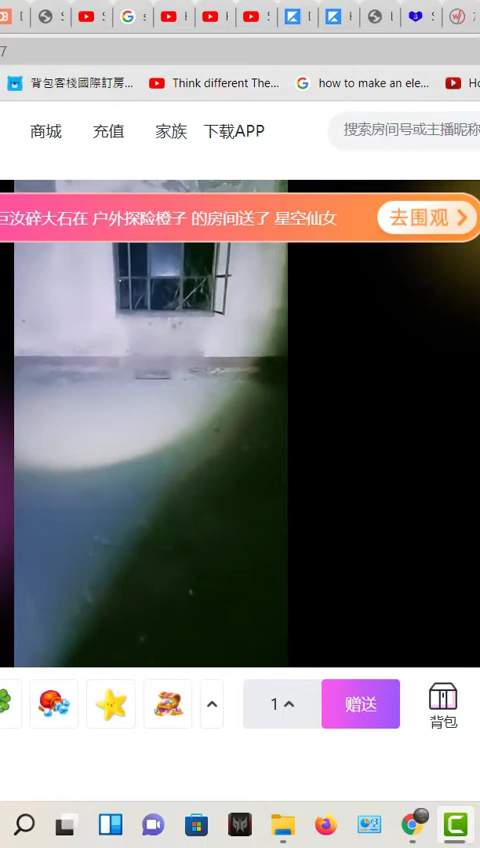 7
背包客棧國際訂房...
Think different The...
how to make an ele...
Ho
商城
充值
家族
下载APP
搜索房间号或主播昵称
巨汝碎大石在 户外探险橙子 的房间送了 星空仙女
去围观
1
赠送
背包